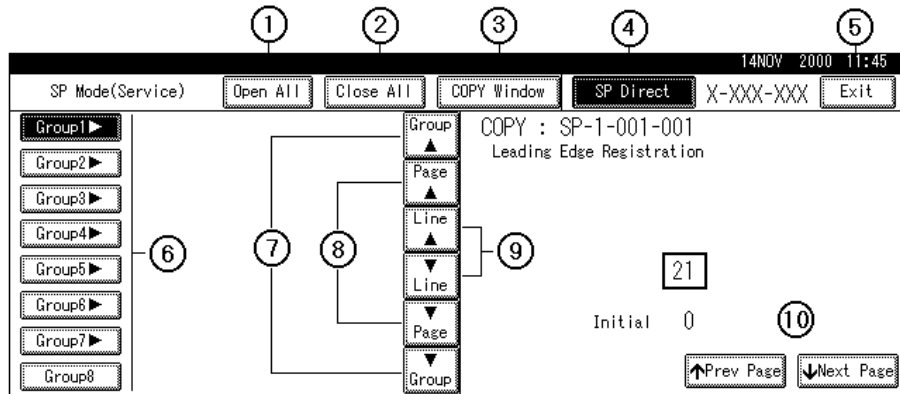 1 2 3 4 5
14NOV 2000 11:45
SP Mode(Service) Open All Close All COPY Window SP Direct X-XXX-XXX Exit
Group1▶ Group ▲ COPY : SP-1-001-001
Group2▶ Page ▲ Leading Edge Registration
Group3▶ Line ▲
Group4▶ 6 7 8 9
Group5▶ ▼ Line 21
Group6▶ ▼ Page Initial 0 10
Group7▶ ▼ Group ↑Prev Page ↓Next Page
Group8